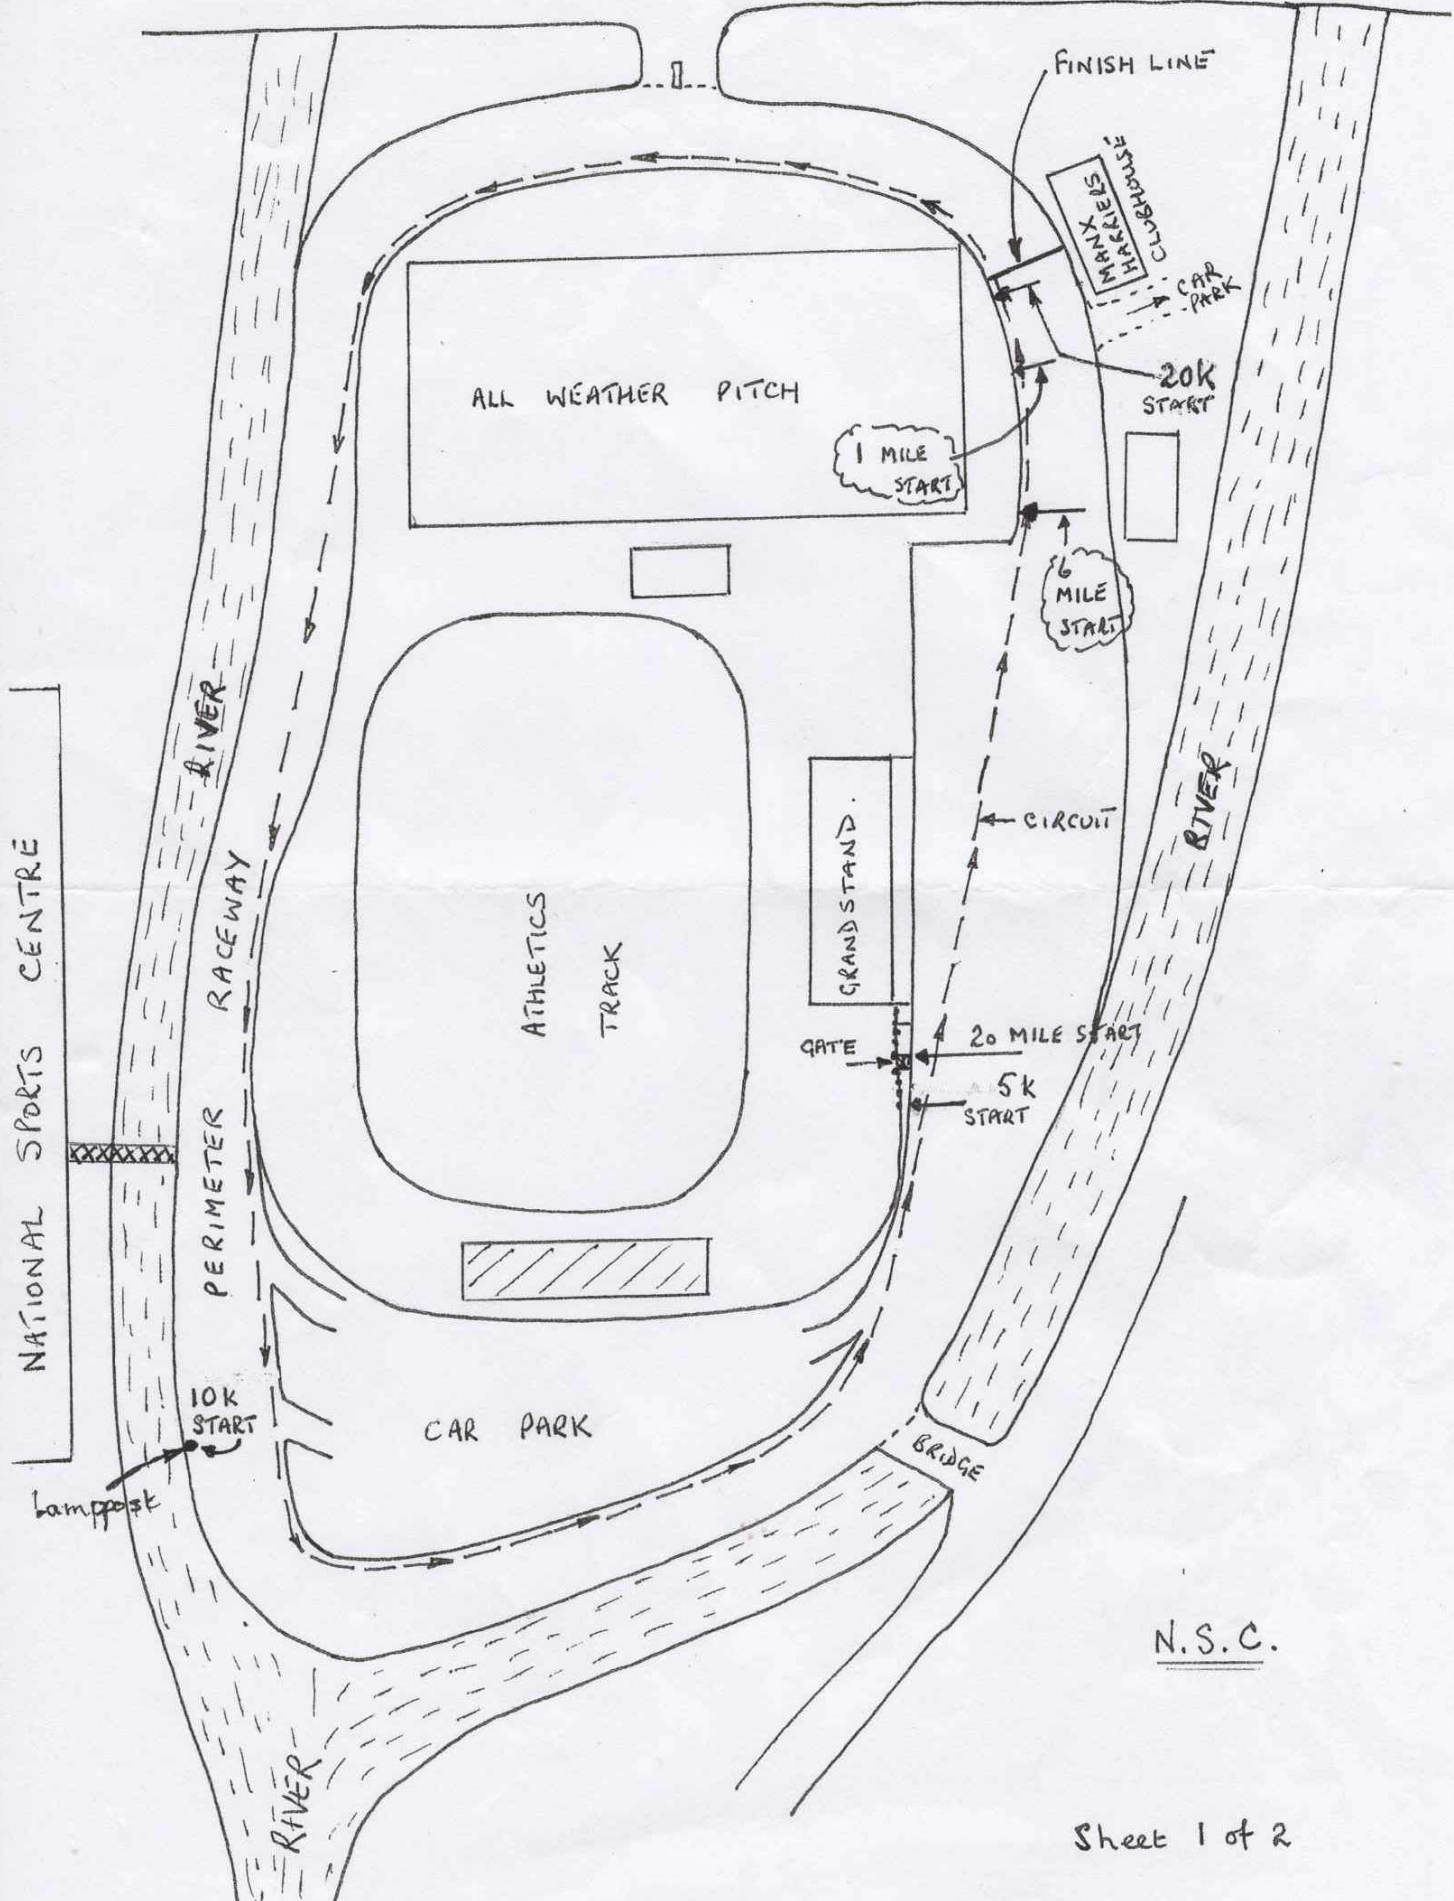 FINISH LINE
MANX
HARRIERS
CLUBHOUSE
CAR
PARK
20K
START
ALL WEATHER PITCH
1 MILE
START
6
MILE
START
RIVER
RIVER
CIRCUIT
GRANDSTAND.
PERIMETER RACEWAY
NATIONAL SPORTS CENTRE
ATHLETICS
TRACK
GATE
20 MILE START
5K
START
10K
START
CAR PARK
BRIDGE
Lamppost
N.S.C.
RIVER
Sheet 1 of 2